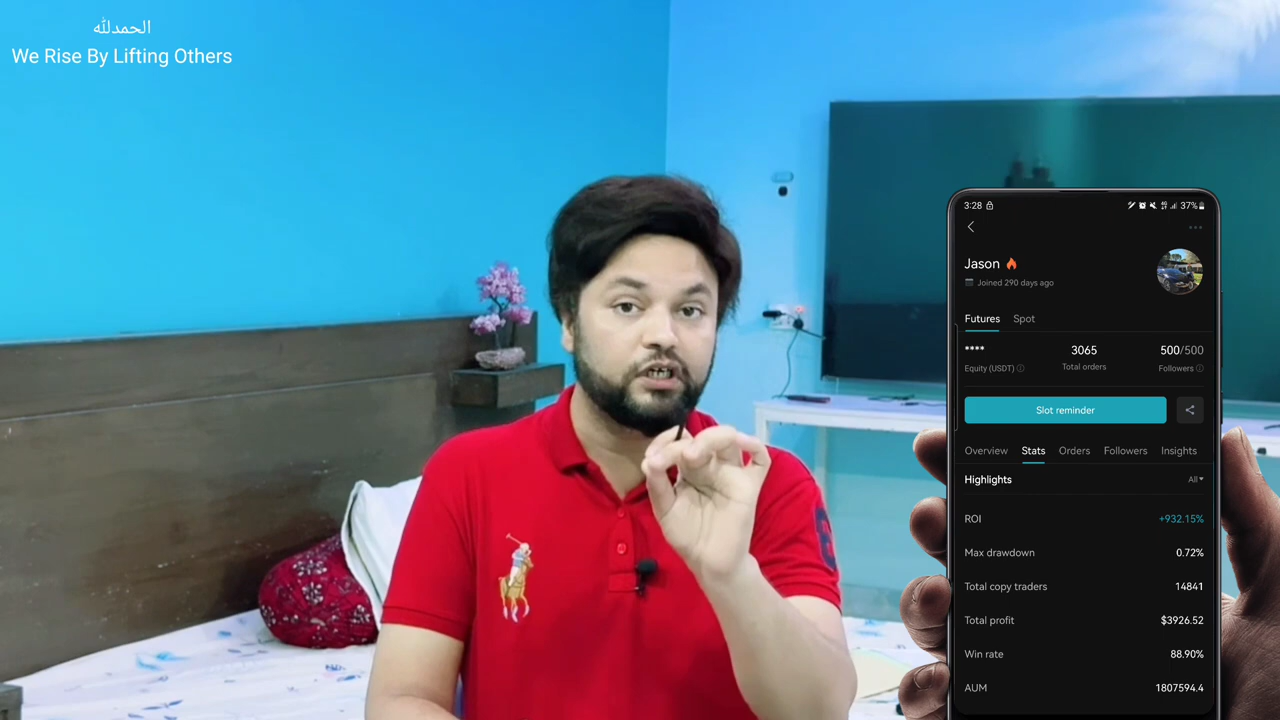 الحمدلله
We Rise By Lifting Others
3:28 37%
Jason
Joined 290 days ago
Futures Spot
**** 3065 500/500
Equity (USDT) Total orders Followers
Slot reminder
Overview Stats Orders Followers Insights
Highlights All
ROI +932.15%
Max drawdown 0.72%
Total copy traders 14841
Total profit $3926.52
Win rate 88.90%
AUM 1807594.4